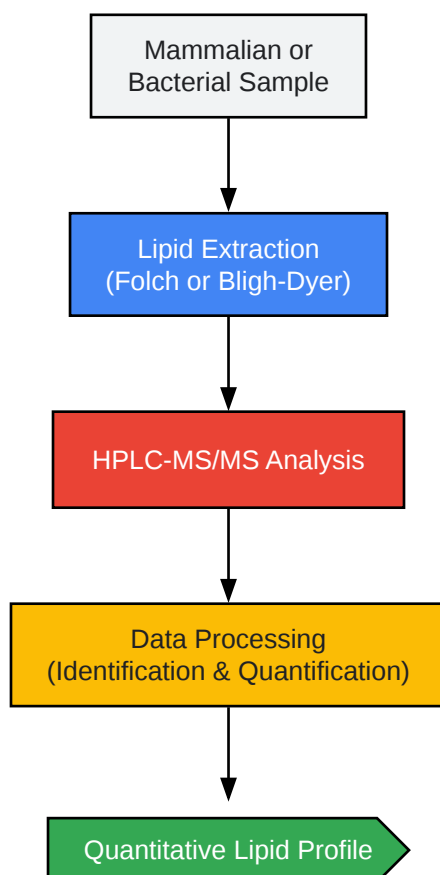 Mammalian or
Bacterial Sample
Lipid Extraction
(Folch or Bligh-Dyer)
HPLC-MS/MS Analysis
Data Processing
(Identification & Quantification)
Quantitative Lipid Profile